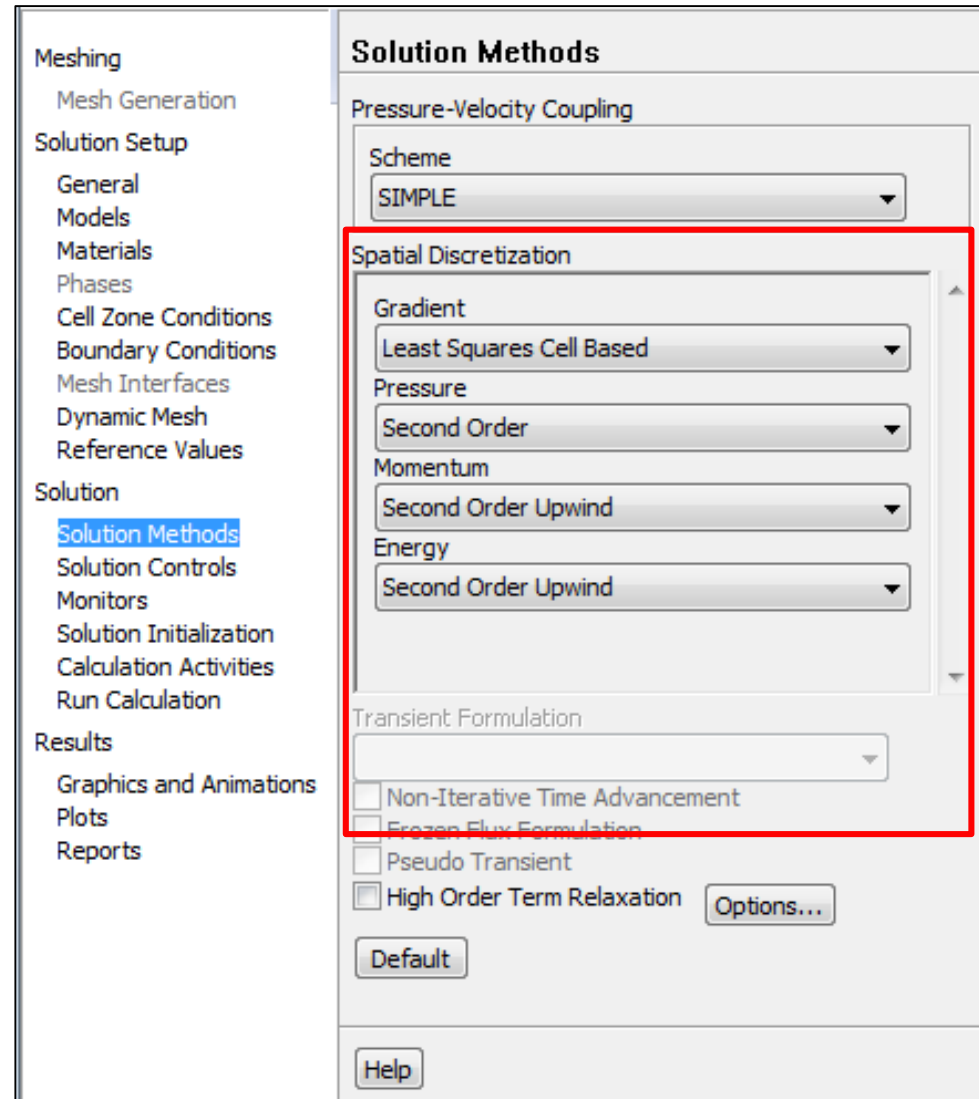 Meshing
Mesh Generation
Solution Setup
General
Models
Materials
Phases
Cell Zone Conditions
Boundary Conditions
Mesh Interfaces
Dynamic Mesh
Reference Values
Solution
Solution Methods
Solution Controls
Monitors
Solution Initialization
Calculation Activities
Run Calculation
Results
Graphics and Animations
Plots
Reports
Solution Methods
Pressure-Velocity Coupling
Scheme
SIMPLE
Spatial Discretization
Gradient
Least Squares Cell Based
Pressure
Second Order
Momentum
Second Order Upwind
Energy
Second Order Upwind
Transient Formulation
Non-Iterative Time Advancement
Frozen Flux Formulation
Pseudo Transient
High Order Term Relaxation Options...
Default
Help